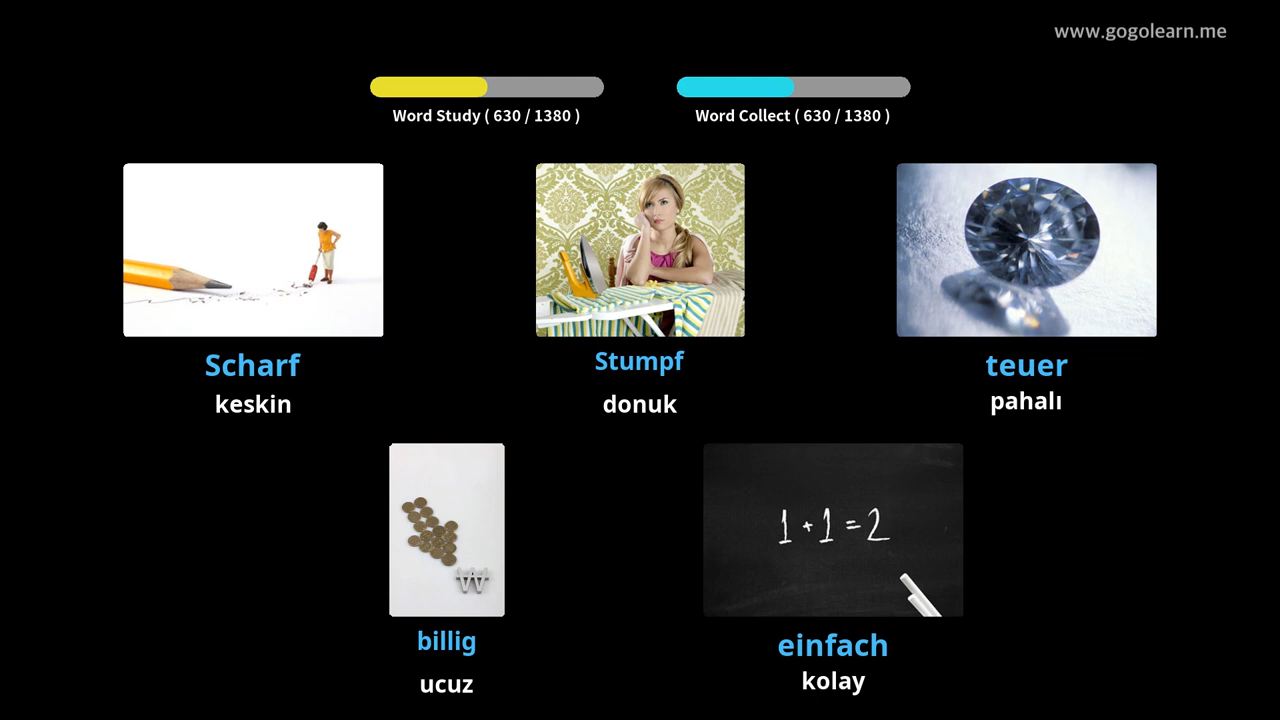 www.gogolearn.me
Word Study ( 630 / 1380 )
Word Collect ( 630 / 1380 )
Scharf
keskin
Stumpf
donuk
teuer
pahalı
1 + 1 = 2
₩
billig
ucuz
einfach
kolay